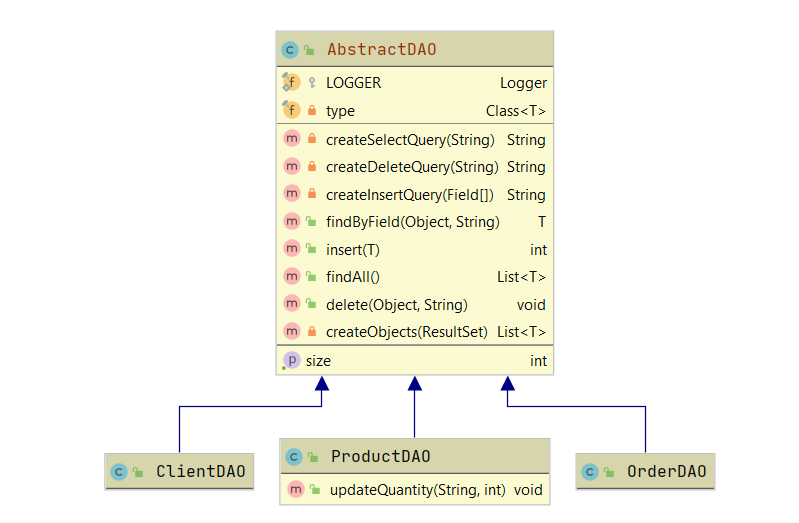 AbstractDAO
LOGGER Logger
type Class<T>
createSelectQuery(String) String
createDeleteQuery(String) String
createInsertQuery(Field[]) String
findByField(Object, String) T
insert(T) int
findAll() List<T>
delete(Object, String) void
createObjects(ResultSet) List<T>
size int
ClientDAO
ProductDAO
updateQuantity(String, int) void
OrderDAO